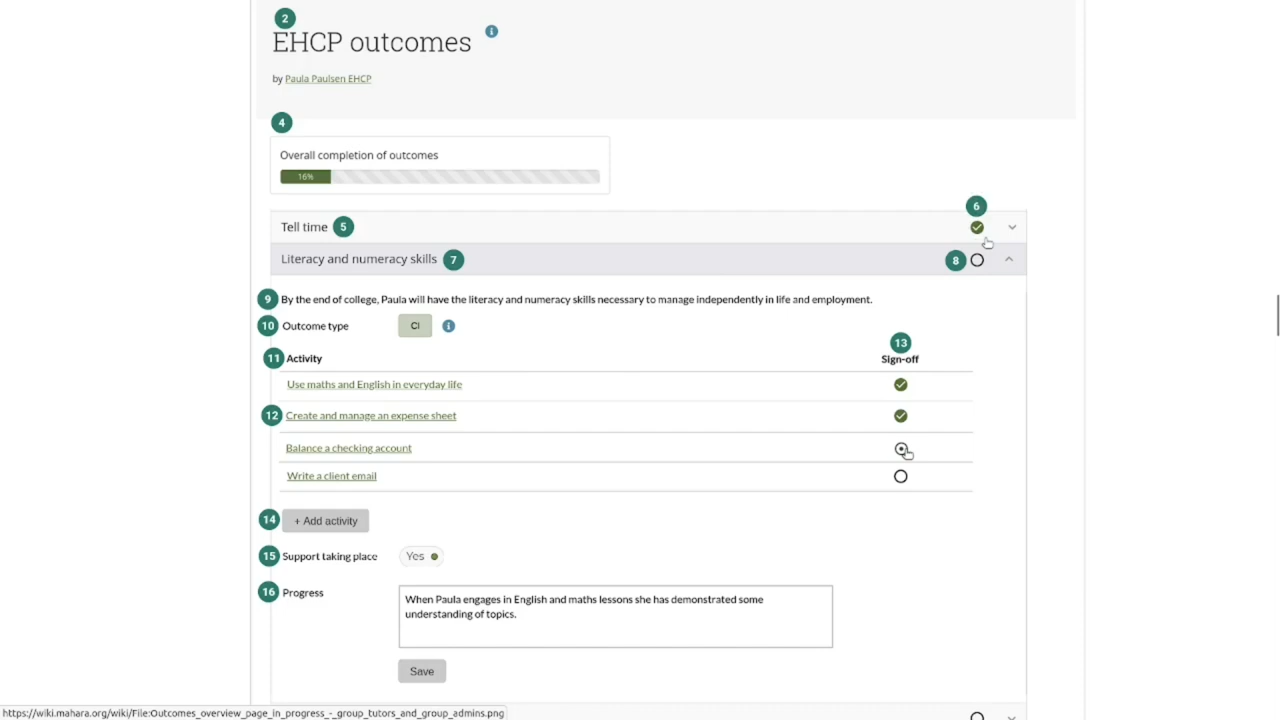 2
EHCP outcomes i
by Paula Paulsen EHCP
4
Overall completion of outcomes
16%
6
Tell time 5
Literacy and numeracy skills 7 8
9 By the end of college, Paula will have the literacy and numeracy skills necessary to manage independently in life and employment.
10 Outcome type CI i
13
11 Activity Sign-off
Use maths and English in everyday life
12 Create and manage an expense sheet
Balance a checking account
Write a client email
14 + Add activity
15 Support taking place Yes
16 Progress When Paula engages in English and maths lessons she has demonstrated some
understanding of topics.
Save
https://wiki.mahara.org/wiki/File:Outcomes_overview_page_in_progress_-_group_tutors_and_group_admins.png